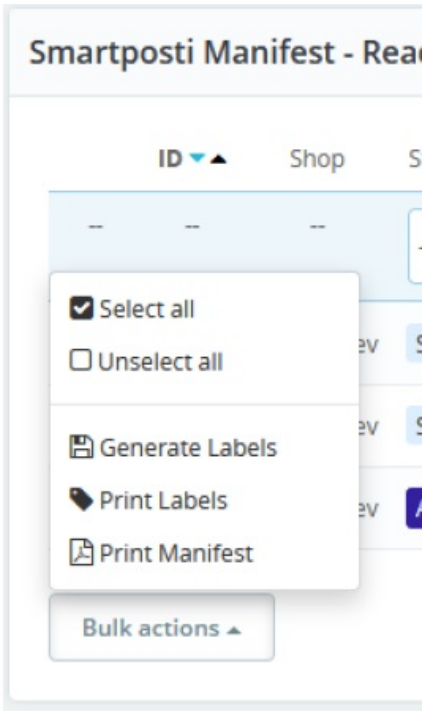 Smartposti Manifest - Rea
ID Shop S
-- -- --
Select all
Unselect all
ev S
Generate Labels
ev S
Print Labels
ev A
Print Manifest
Bulk actions